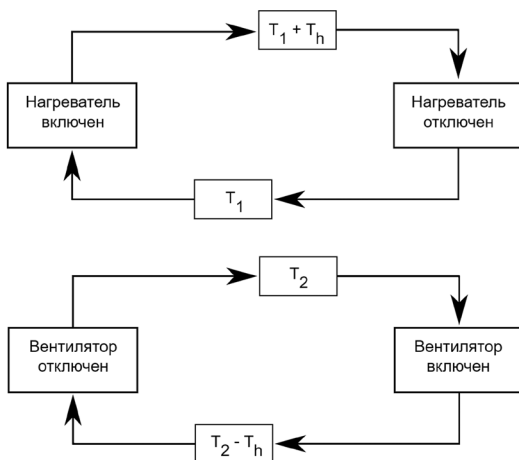 T₁ + Tₕ
Нагреватель
включен
Нагреватель
отключен
T₁
T₂
Вентилятор
отключен
Вентилятор
включен
T₂ - Tₕ